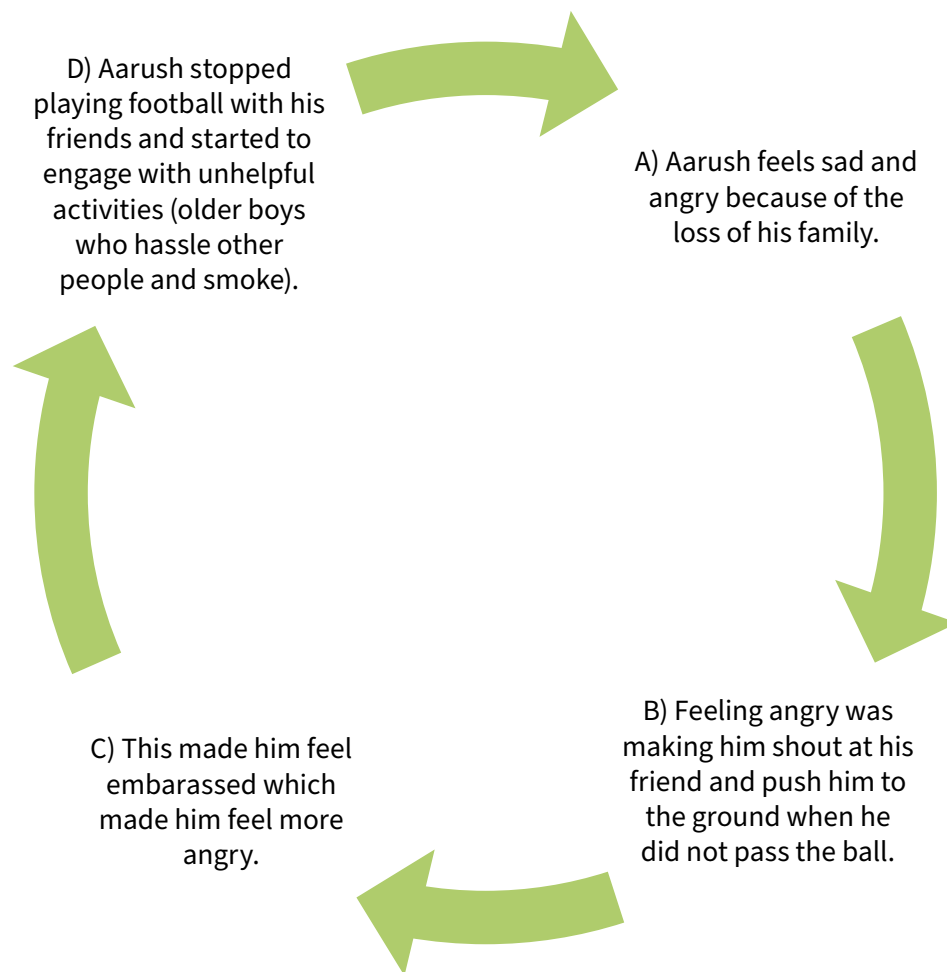 D) Aarush stopped
playing football with his
friends and started to
engage with unhelpful
activities (older boys
who hassle other
people and smoke).
A) Aarush feels sad and
angry because of the
loss of his family.
B) Feeling angry was
making him shout at his
friend and push him to
the ground when he
did not pass the ball.
C) This made him feel
embarassed which
made him feel more
angry.